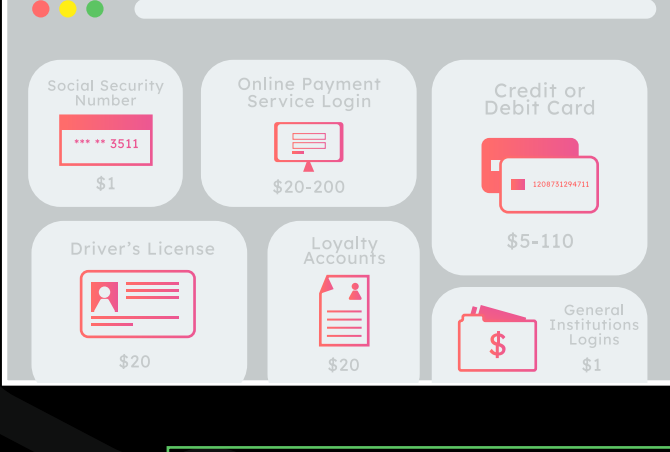 Social Security
Number
*** ** 3511
$1
Online Payment
Service Login
$20-200
Credit or
Debit Card
1208731294711
$5-110
Driver's License
$20
Loyalty
Accounts
$20
General
Institutions
Logins
$
$1